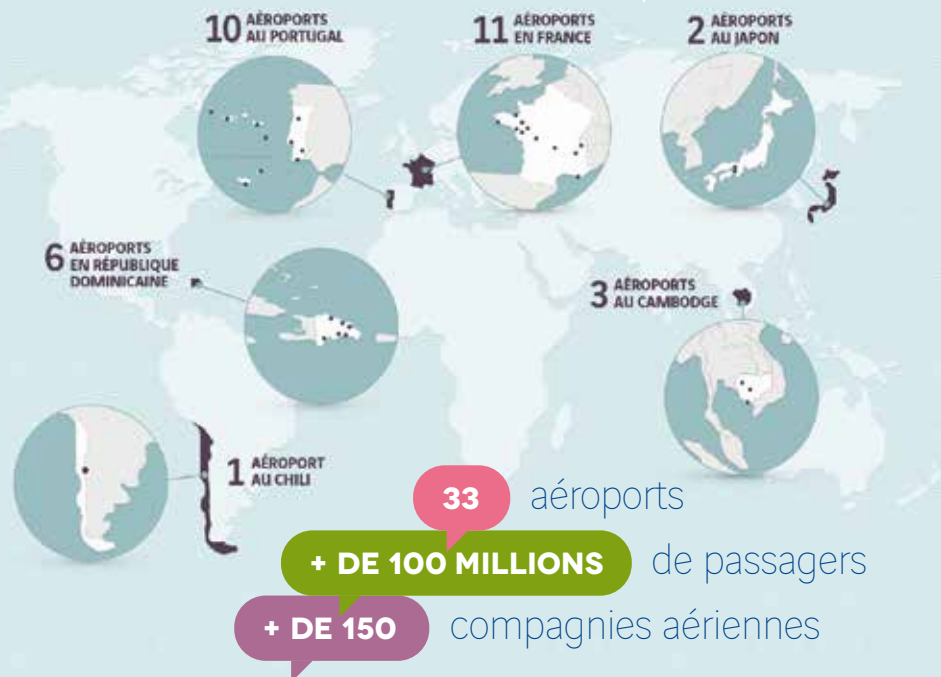 10 AÉROPORTS
AU PORTUGAL
11 AÉROPORTS
EN FRANCE
2 AÉROPORTS
AU JAPON
6 AÉROPORTS
EN RÉPUBLIQUE
DOMINICAINE
3 AÉROPORTS
AU CAMBODGE
1 AÉROPORT
AU CHILI
33 aéroports
+ DE 100 MILLIONS de passagers
+ DE 150 compagnies aériennes